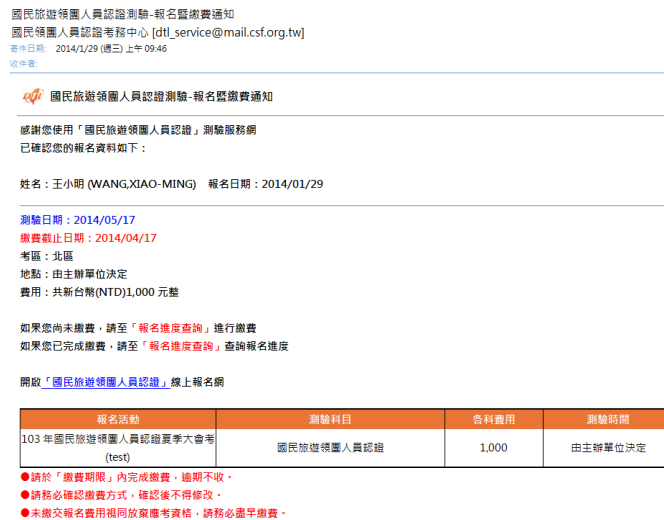 國民旅遊領團人員認證測驗-報名暨繳費通知
國民領團人員認證考務中心 [dtl_service@mail.csf.org.tw]
寄件日期: 2014/1/29 (週三) 上午 09:46
收件者:
國民旅遊領團人員認證測驗-報名暨繳費通知
感謝您使用「國民旅遊領團人員認證」測驗服務網
已確認您的報名資料如下：
姓名：王小明 (WANG,XIAO-MING) 報名日期：2014/01/29
測驗日期：2014/05/17
繳費截止日期：2014/04/17
考區：北區
地點：由主辦單位決定
費用：共新台幣(NTD)1,000 元整
如果您尚未繳費，請至「報名進度查詢」進行繳費
如果您已完成繳費，請至「報名進度查詢」查詢報名進度
開啟「國民旅遊領團人員認證」線上報名網
報名活動 測驗科目 各科費用 測驗時間
103 年國民旅遊領團人員認證夏季大會考
(test) 國民旅遊領團人員認證 1,000 由主辦單位決定
●請於「繳費期限」內完成繳費，逾期不收。
●請務必確認繳費方式，確認後不得修改。
●未繳交報名費用視同放棄應考資格，請務必盡早繳費。